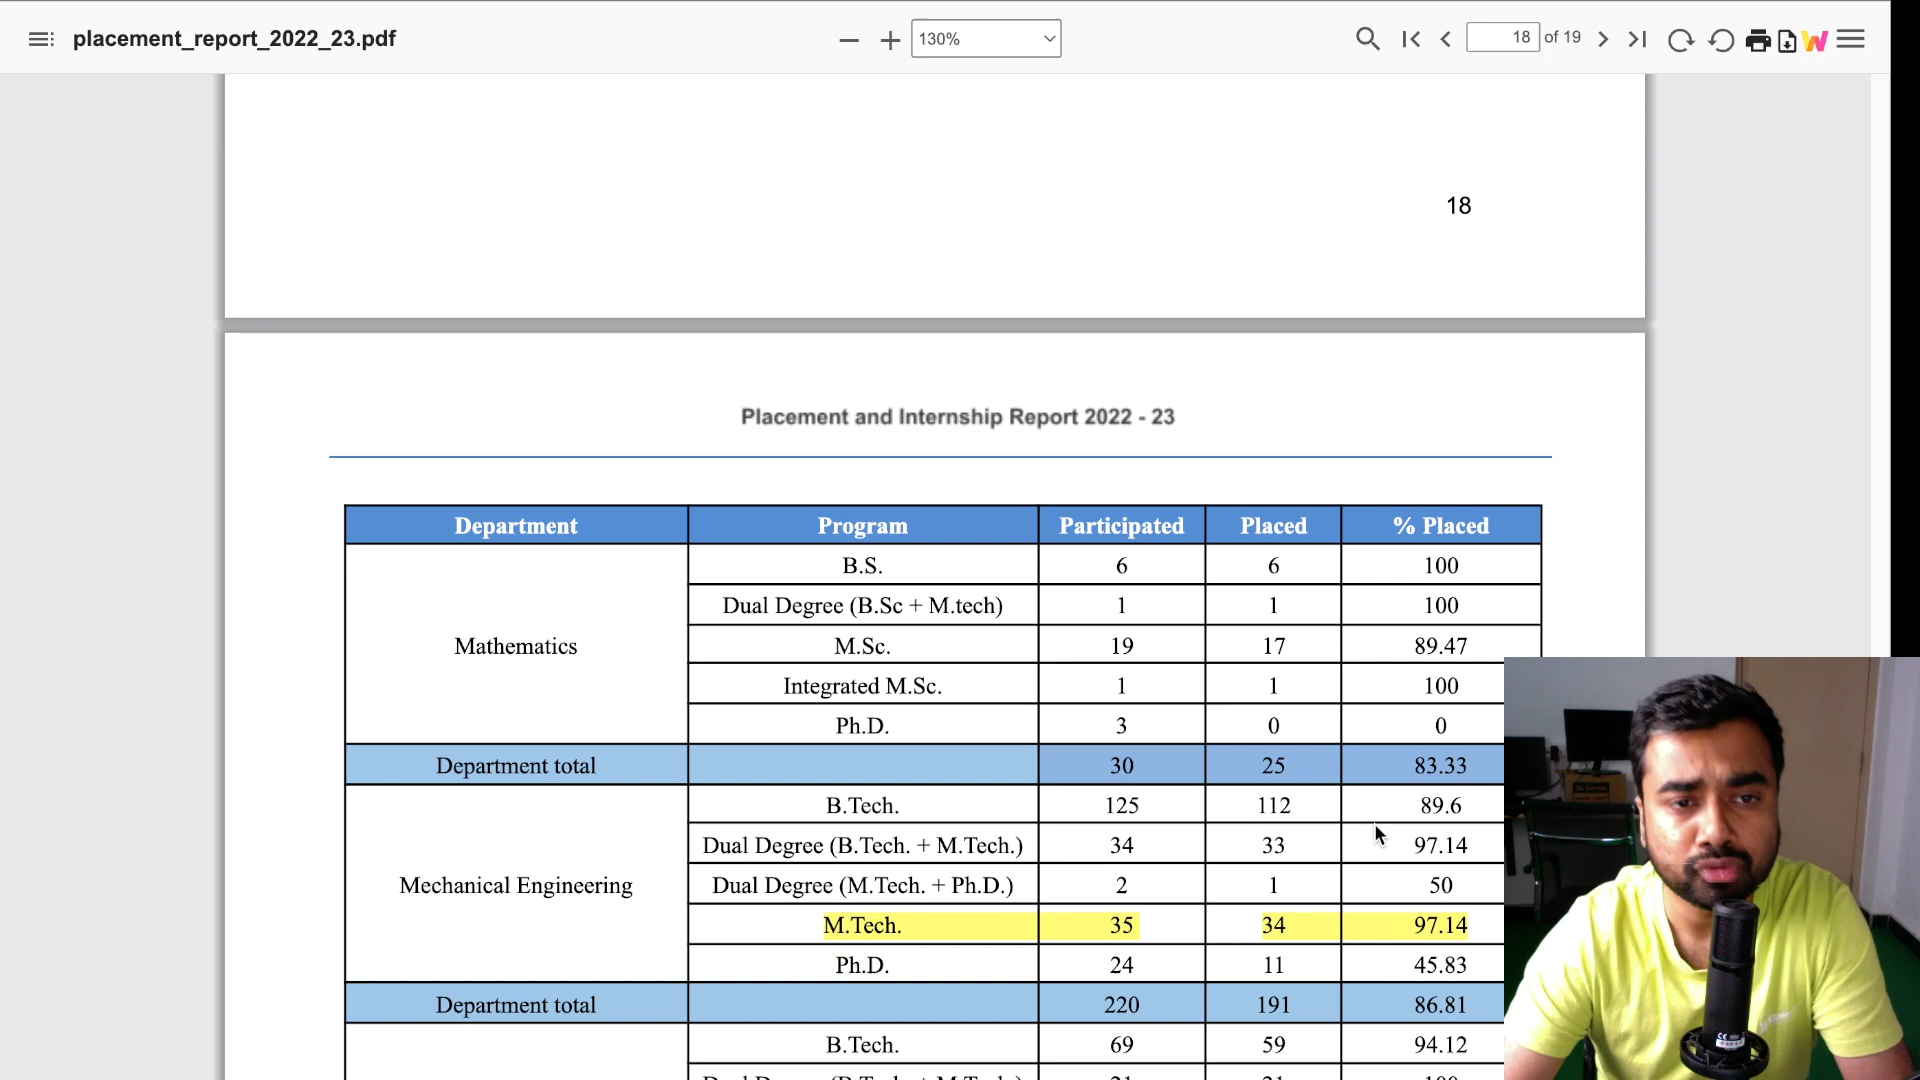 placement_report_2022_23.pdf
130%
18 of 19
18
Placement and Internship Report 2022 - 23
Department Program Participated Placed % Placed
Mathematics
B.S. 6 6 100
Dual Degree (B.Sc + M.tech) 1 1 100
M.Sc. 19 17 89.47
Integrated M.Sc. 1 1 100
Ph.D. 3 0 0
Department total 30 25 83.33
Mechanical Engineering
B.Tech. 125 112 89.6
Dual Degree (B.Tech. + M.Tech.) 34 33 97.14
Dual Degree (M.Tech. + Ph.D.) 2 1 50
M.Tech. 35 34 97.14
Ph.D. 24 11 45.83
Department total 220 191 86.81
B.Tech. 69 59 94.12